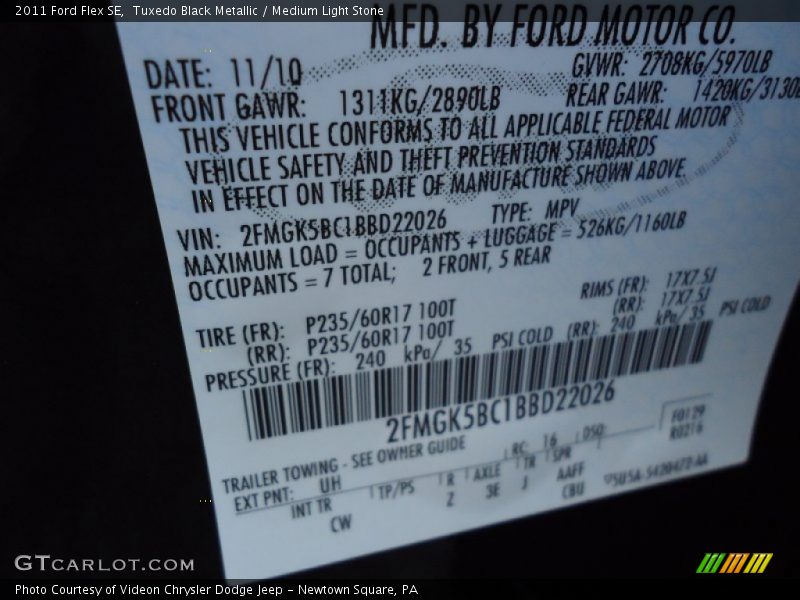 2011 Ford Flex SE, Tuxedo Black Metallic / Medium Light Stone
MFD. BY FORD MOTOR CO.
DATE: 11/10 GVWR: 2708KG/5970LB
FRONT GAWR: 1311KG/2890LB REAR GAWR: 1420KG/3130LB
THIS VEHICLE CONFORMS TO ALL APPLICABLE FEDERAL MOTOR
VEHICLE SAFETY AND THEFT PREVENTION STANDARDS
IN EFFECT ON THE DATE OF MANUFACTURE SHOWN ABOVE.
VIN: 2FMGK5BC1BBD22026 TYPE: MPV
MAXIMUM LOAD = OCCUPANTS + LUGGAGE = 526KG/1160LB
OCCUPANTS = 7 TOTAL; 2 FRONT, 5 REAR
TIRE (FR): P235/60R17 100T RIMS (FR): 17X7.5J
(RR): P235/60R17 100T (RR): 17X7.5J
PRESSURE (FR): 240 kPa/ 35 PSI COLD (RR): 240 kPa/ 35 PSI COLD
2FMGK5BC1BBD22026
TRAILER TOWING - SEE OWNER GUIDE
F0129
R0216
EXT PNT: UH RC: 16 DSO:
INT TR TP/PS R AXLE TR SPR
CW 2 3E J AAFF
CBU
GTCARLOT.COM
Photo Courtesy of Videon Chrysler Dodge Jeep - Newtown Square, PA